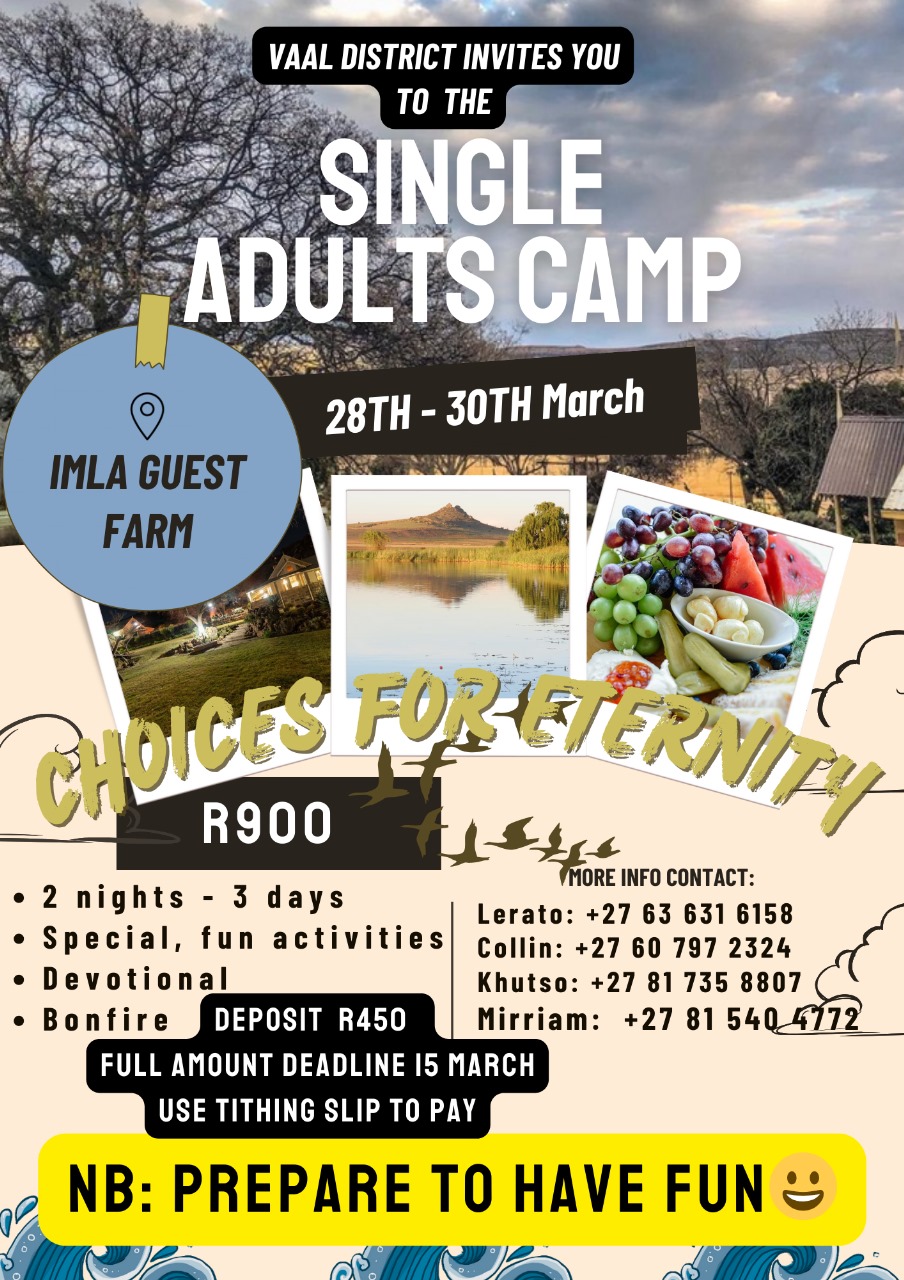 VAAL DISTRICT INVITES YOU
TO THE
SINGLE
ADULTS CAMP
28TH - 30TH March
IMLA GUEST
FARM
CHOICES FOR ETERNITY
R900
• 2 nights - 3 days
• Special, fun activities
• Devotional
• Bonfire
MORE INFO CONTACT:
Lerato: +27 63 631 6158
Collin: +27 60 797 2324
Khutso: +27 81 735 8807
Mirriam: +27 81 540 4772
DEPOSIT R450
FULL AMOUNT DEADLINE 15 MARCH
USE TITHING SLIP TO PAY
NB: PREPARE TO HAVE FUN😀